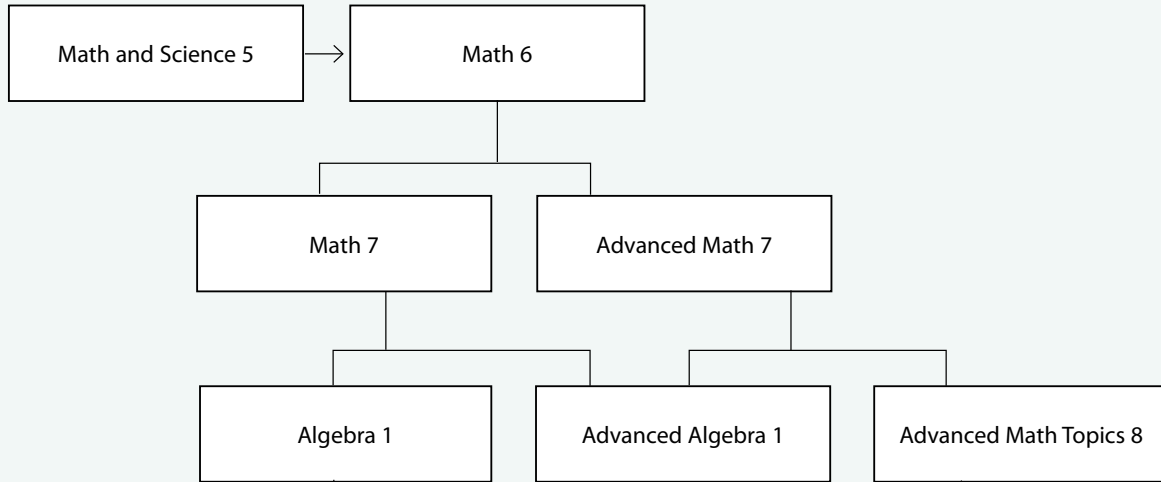 Math and Science 5
Math 6
Math 7
Advanced Math 7
Algebra 1
Advanced Algebra 1
Advanced Math Topics 8